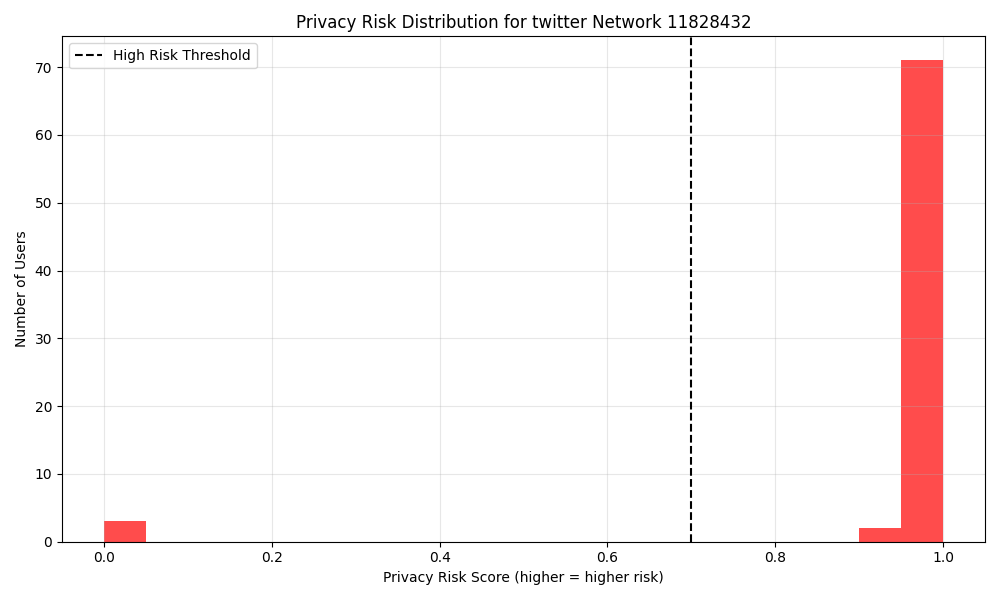 Privacy Risk Distribution for twitter Network 11828432
High Risk Threshold
Number of Users
70
60
50
40
30
20
10
0
0.0 0.2 0.4 0.6 0.8 1.0
Privacy Risk Score (higher = higher risk)